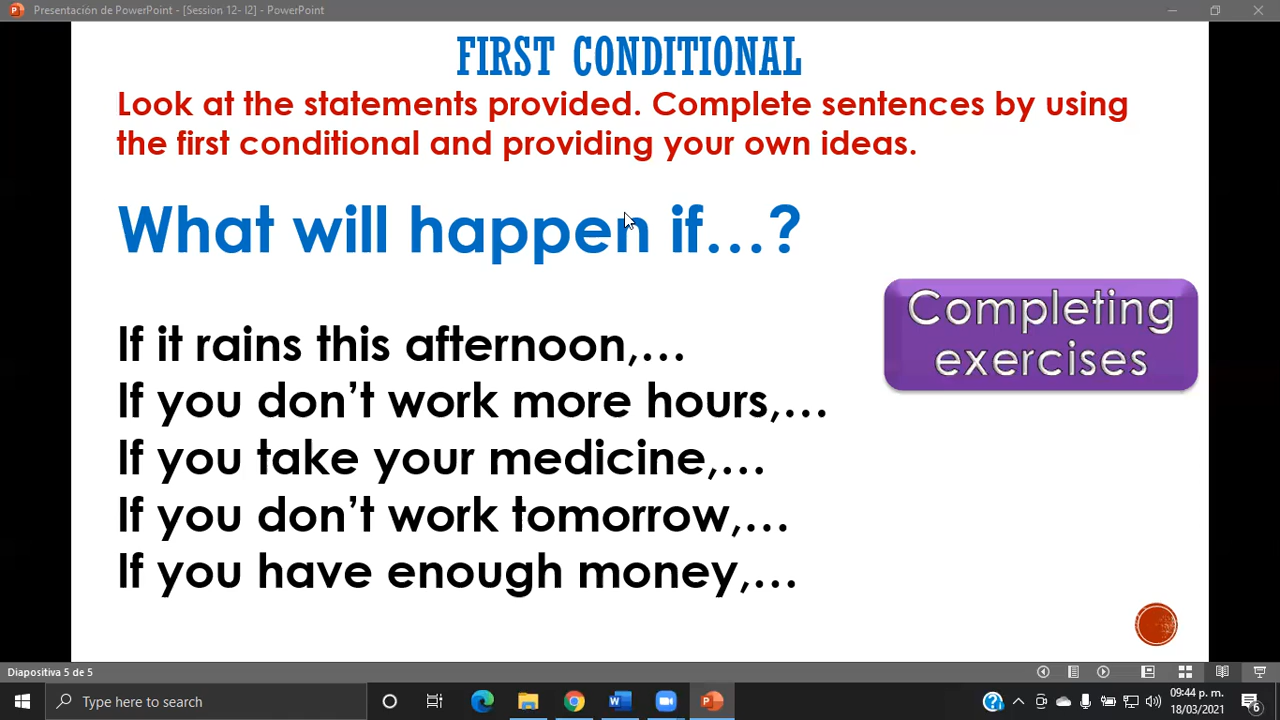 Presentación de PowerPoint - [Session 12- I2] - PowerPoint
FIRST CONDITIONAL
Look at the statements provided. Complete sentences by using
the first conditional and providing your own ideas.
What will happen if...?
Completing
exercises
If it rains this afternoon,...
If you don't work more hours,...
If you take your medicine,...
If you don't work tomorrow,...
If you have enough money,...
Diapositiva 5 de 5
Type here to search
09:44 p. m.
18/03/2021
6